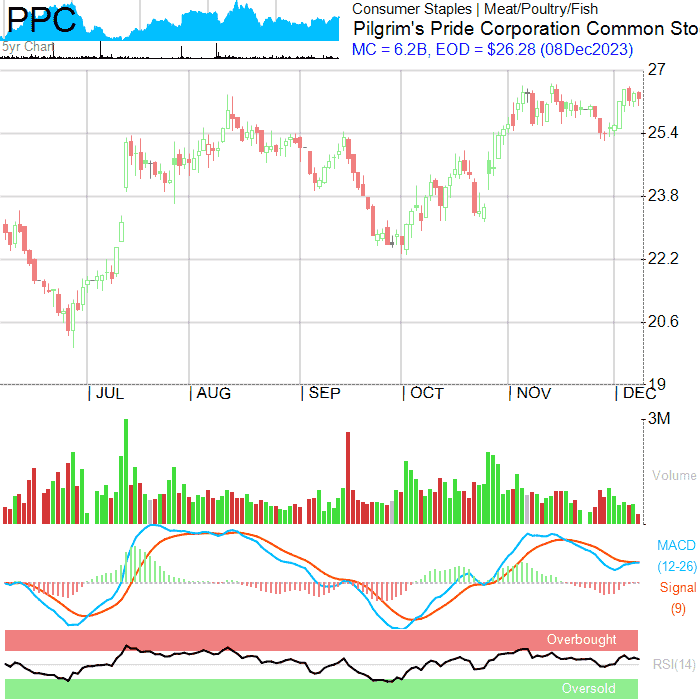 PPC
5yr Chart
Consumer Staples | Meat/Poultry/Fish
Pilgrim's Pride Corporation Common Sto
MC = 6.2B, EOD = $26.28 (08Dec2023)
27
25.4
23.8
22.2
20.6
19
JUL AUG SEP OCT NOV DEC
3M
Volume
MACD
(12-26)
Signal
(9)
Overbought
RSI(14)
Oversold